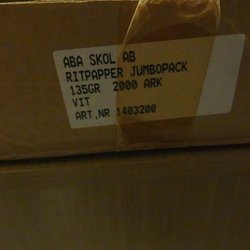 ABA SKOL AB
RITPAPPER JUMBOPACK
135GR 2000 ARK
VIT
ART,NR 1403200